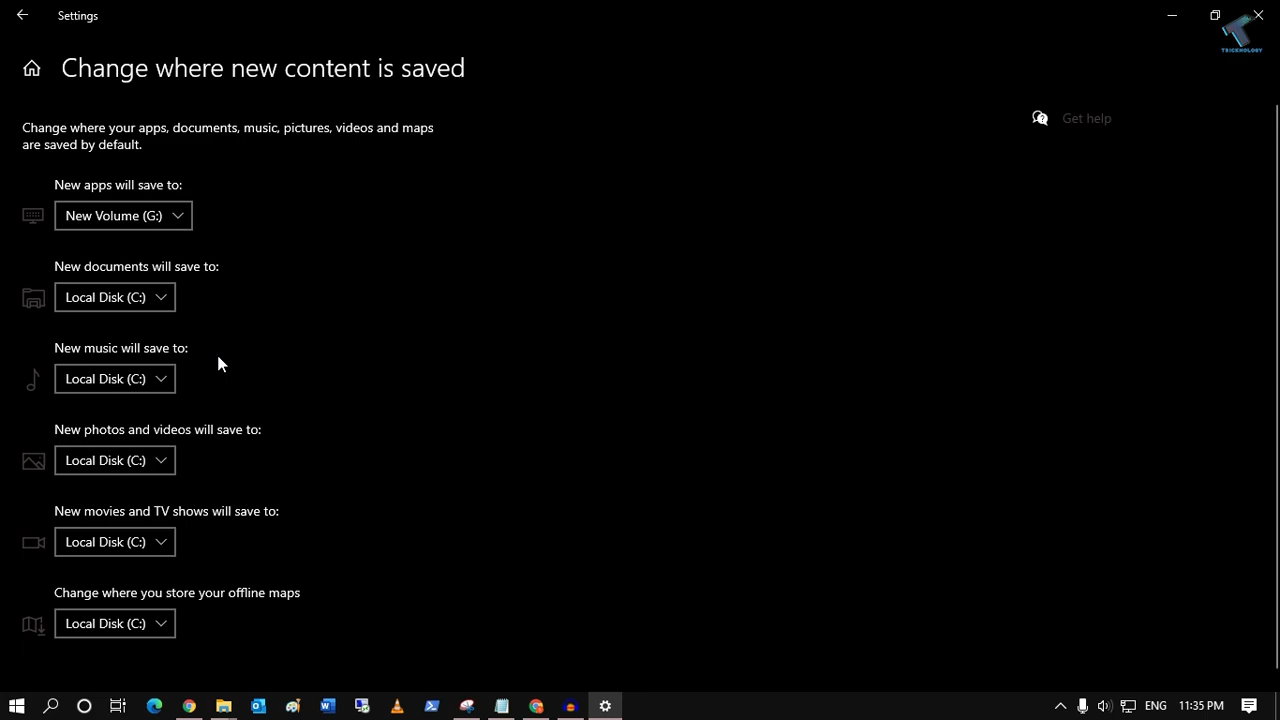 Settings
TRICKNOLOGY
Change where new content is saved
Change where your apps, documents, music, pictures, videos and maps
are saved by default.
Get help
New apps will save to:
New Volume (G:)
New documents will save to:
Local Disk (C:)
New music will save to:
Local Disk (C:)
New photos and videos will save to:
Local Disk (C:)
New movies and TV shows will save to:
Local Disk (C:)
Change where you store your offline maps
Local Disk (C:)
ENG
11:35 PM